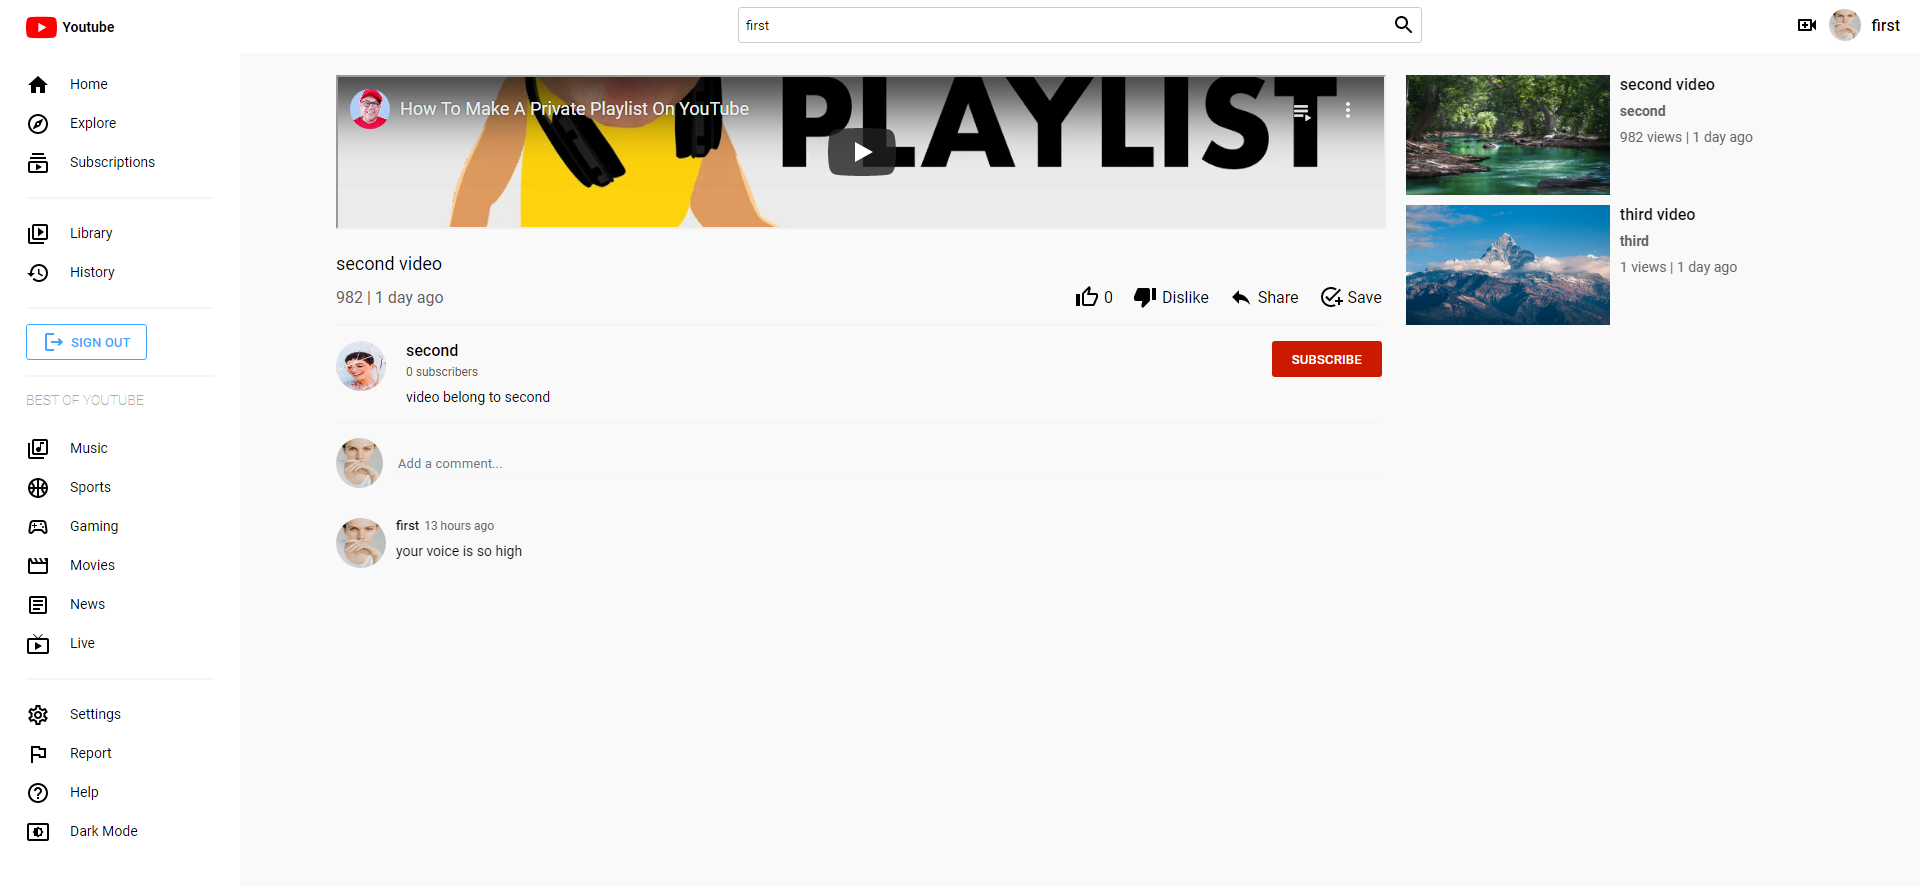 Youtube
first
first
Home
Explore
Subscriptions
Library
History
SIGN OUT
BEST OF YOUTUBE
Music
Sports
Gaming
Movies
News
Live
Settings
Report
Help
Dark Mode
How To Make A Private Playlist On YouTube
PLAYLIST
second video
982 | 1 day ago
0 Dislike Share Save
second
0 subscribers
video belong to second
SUBSCRIBE
Add a comment...
first 13 hours ago
your voice is so high
second video
second
982 views | 1 day ago
third video
third
1 views | 1 day ago